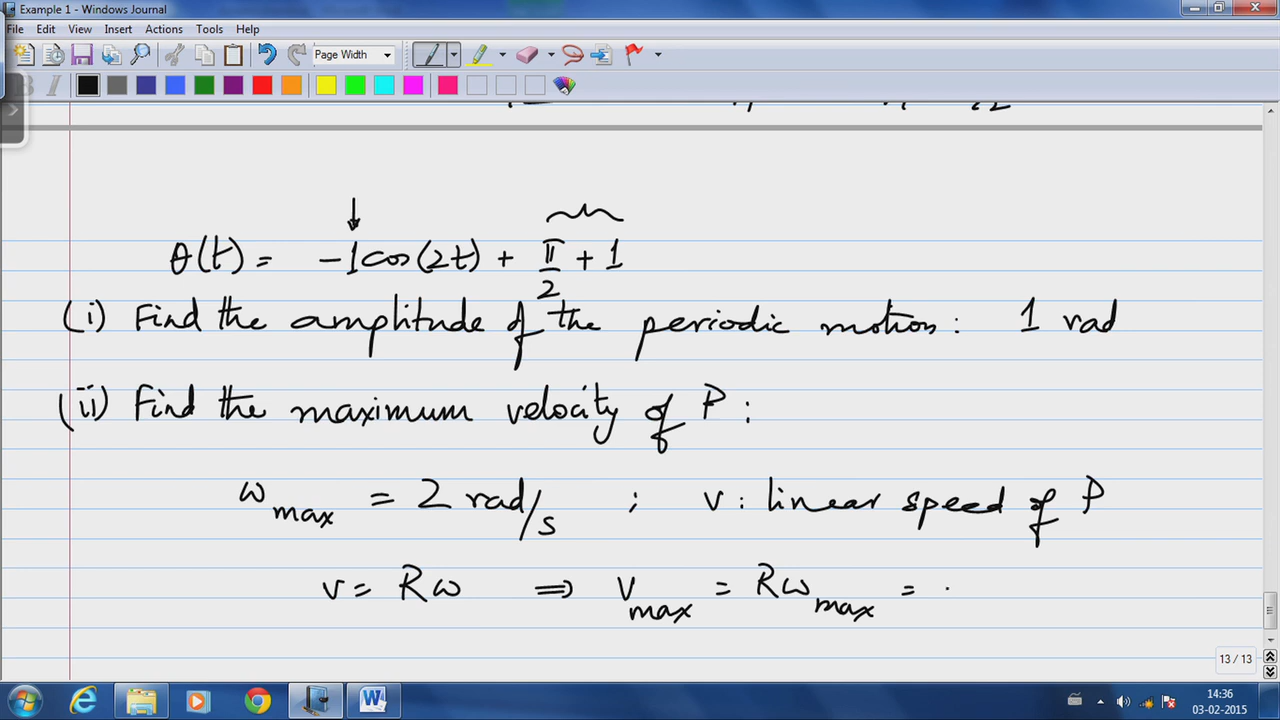 Example 1 - Windows Journal
File Edit View Insert Actions Tools Help
Page Width
θ(t) = -1cos(2t) + π/2 + 1
(i) Find the amplitude of the periodic motion: 1 rad
(ii) Find the maximum velocity of P:
ω_max = 2 rad/s ; v: linear speed of P
v = Rω ⟹ v_max = Rω_max =
13 / 13
14:36
03-02-2015